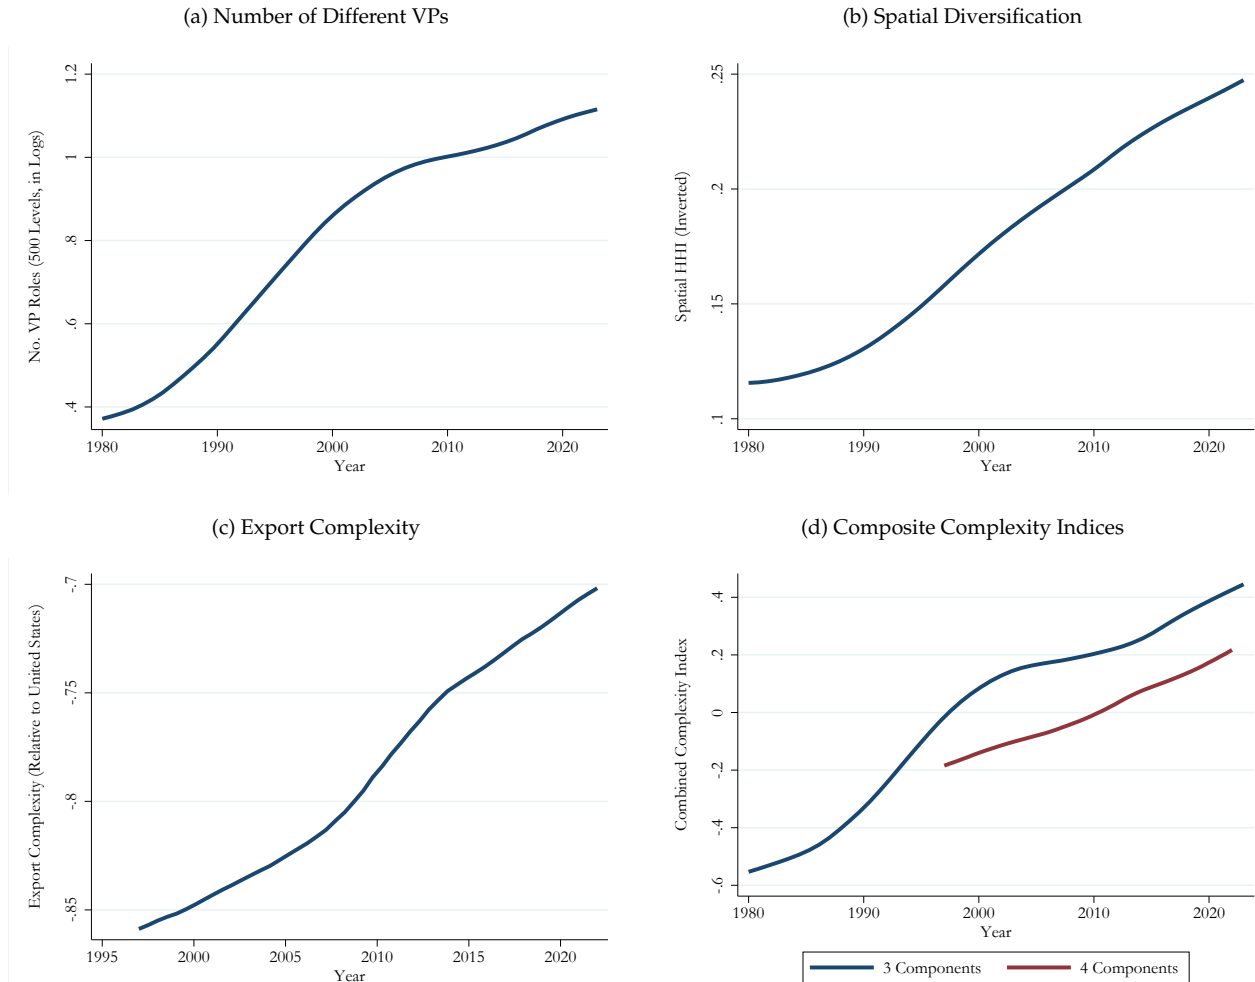 (a) Number of Different VPs
No. VP Roles (500 Levels, in Logs)
1.2
1
.8
.6
.4
1980 1990 2000 2010 2020
Year
(b) Spatial Diversification
Spatial HHI (Inverted)
.25
.2
.15
.1
1980 1990 2000 2010 2020
Year
(c) Export Complexity
Export Complexity (Relative to United States)
-.7
-.75
-.8
-.85
1995 2000 2005 2010 2015 2020
Year
(d) Composite Complexity Indices
Combined Complexity Index
.4
.2
0
-.2
-.4
-.6
1980 1990 2000 2010 2020
Year
3 Components 4 Components